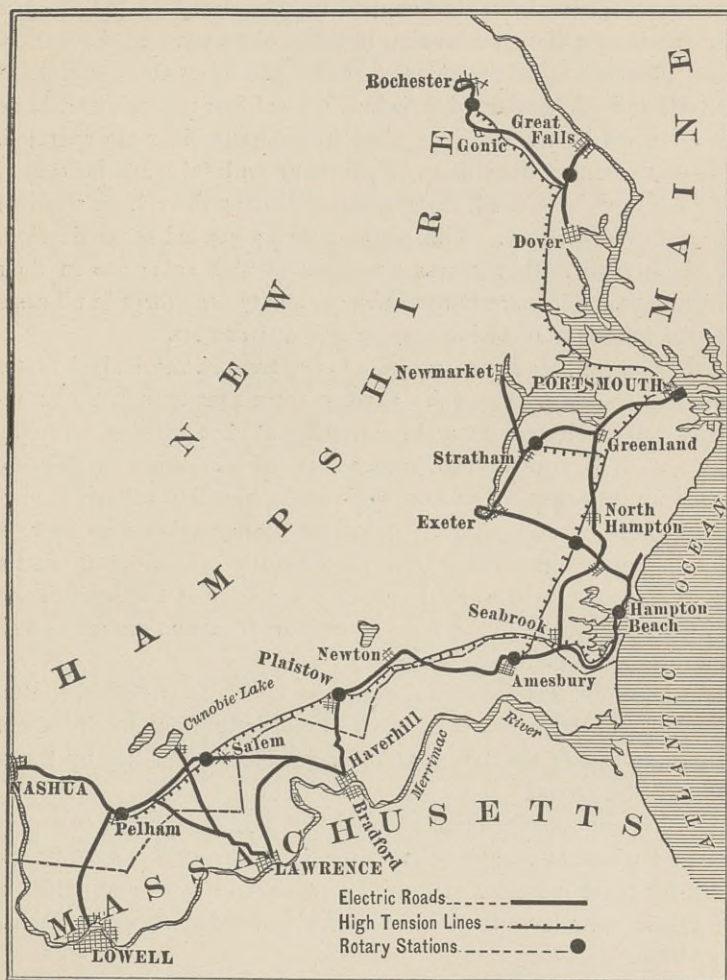 Rochester
Gonic
Great
Falls
Dover
MAINE
NEW
HAMPSHIRE
Newmarket
PORTSMOUTH
Stratham
Greenland
Exeter
North
Hampton
ATLANTIC OCEAN
Seabrook
Hampton
Beach
Newton
Amesbury
Plaistow
Cunobie Lake
Salem
Haverhill
Merrimac River
Bradford
NASHUA
Pelham
MASSACHUSETTS
LAWRENCE
LOWELL
Electric Roads
High Tension Lines
Rotary Stations